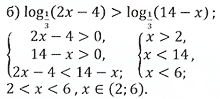 б) log_{1/3}(2x − 4) > log_{1/3}(14 − x) ;
{ 2x − 4 > 0, { x > 2,
14 − x > 0, x < 14 ,
2x − 4 < 14 − x; x < 6;
2 < x < 6 , x ∈ (2; 6).